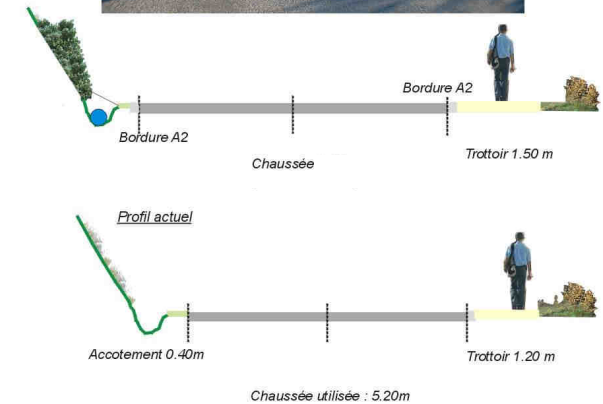 Bordure A2
Bordure A2
Chaussée
Trottoir 1.50 m
Profil actuel
Accotement 0.40m
Trottoir 1.20 m
Chaussée utilisée : 5.20m